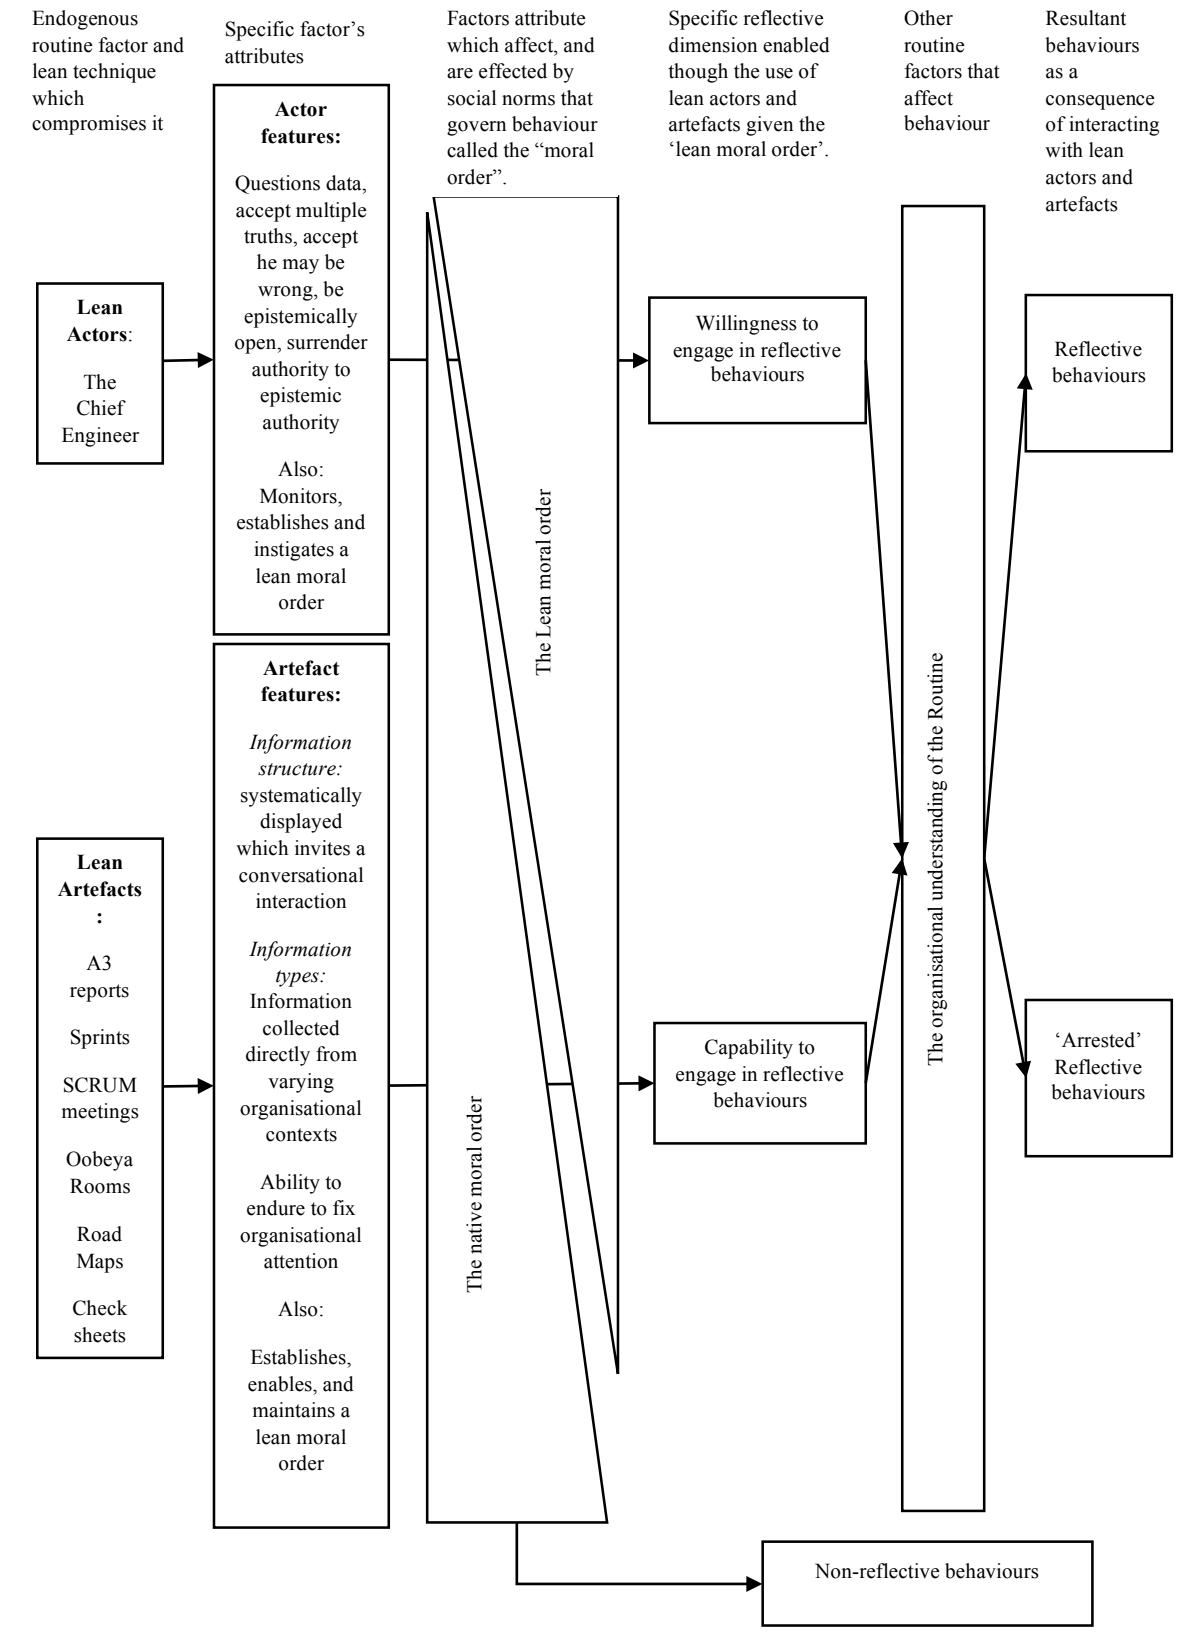 Endogenous
routine factor and
lean technique
which
compromises it
Specific factor’s
attributes
Factors attribute
which affect, and
are effected by
social norms that
govern behaviour
called the “moral
order”.
Specific reflective
dimension enabled
though the use of
lean actors and
artefacts given the
‘lean moral order’.
Other
routine
factors that
affect
behaviour
Resultant
behaviours
as a
consequence
of interacting
with lean
actors and
artefacts
Lean
Actors:
The
Chief
Engineer
Actor
features:
Questions data,
accept multiple
truths, accept
he may be
wrong, be
epistemically
open, surrender
authority to
epistemic
authority
Also:
Monitors,
establishes and
instigates a
lean moral
order
Lean
Artefacts
:
A3
reports
Sprints
SCRUM
meetings
Oobeya
Rooms
Road
Maps
Check
sheets
Artefact
features:
Information
structure:
systematically
displayed
which invites a
conversational
interaction
Information
types:
Information
collected
directly from
varying
organisational
contexts
Ability to
endure to fix
organisational
attention
Also:
Establishes,
enables, and
maintains a
lean moral
order
The native moral order
The Lean moral order
Willingness to
engage in reflective
behaviours
Capability to
engage in reflective
behaviours
The organisational understanding of the Routine
Reflective
behaviours
‘Arrested’
Reflective
behaviours
Non-reflective behaviours